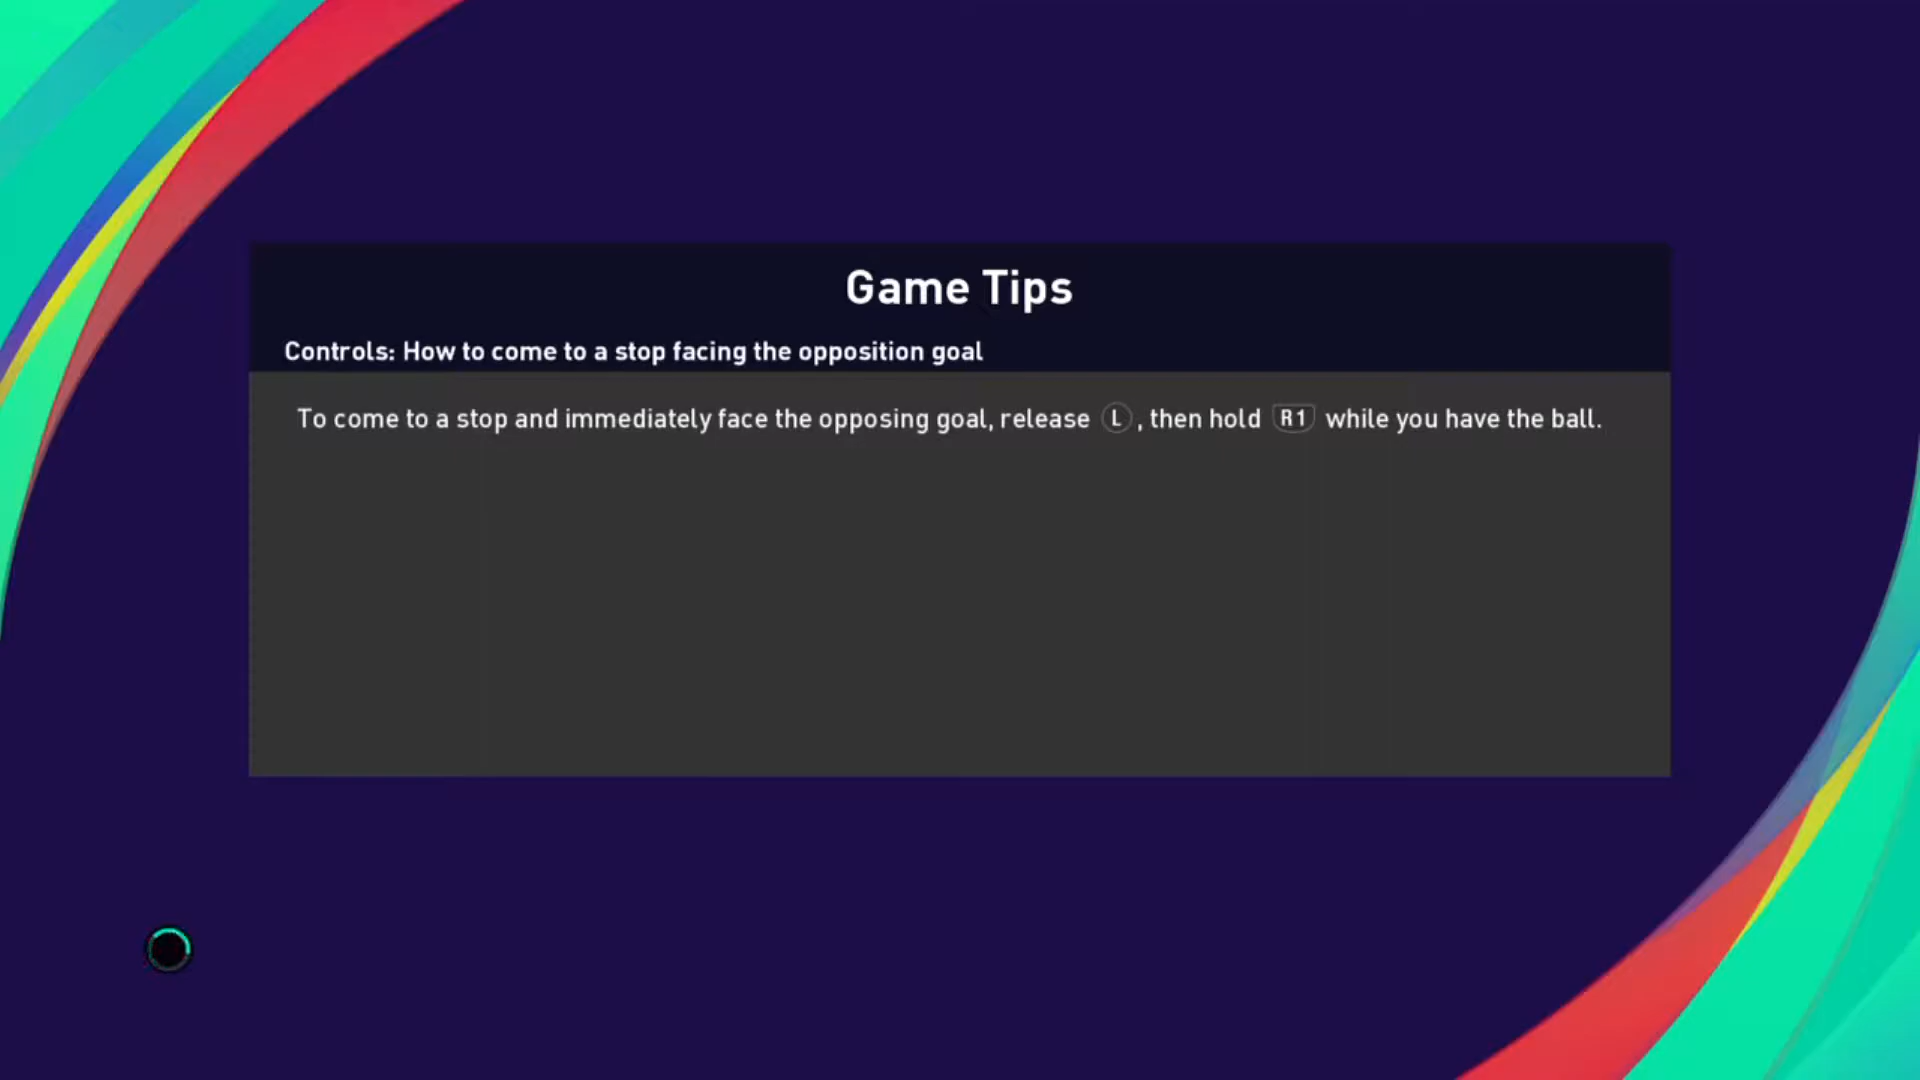 Game Tips
Controls: How to come to a stop facing the opposition goal
To come to a stop and immediately face the opposing goal, release L, then hold R1 while you have the ball.